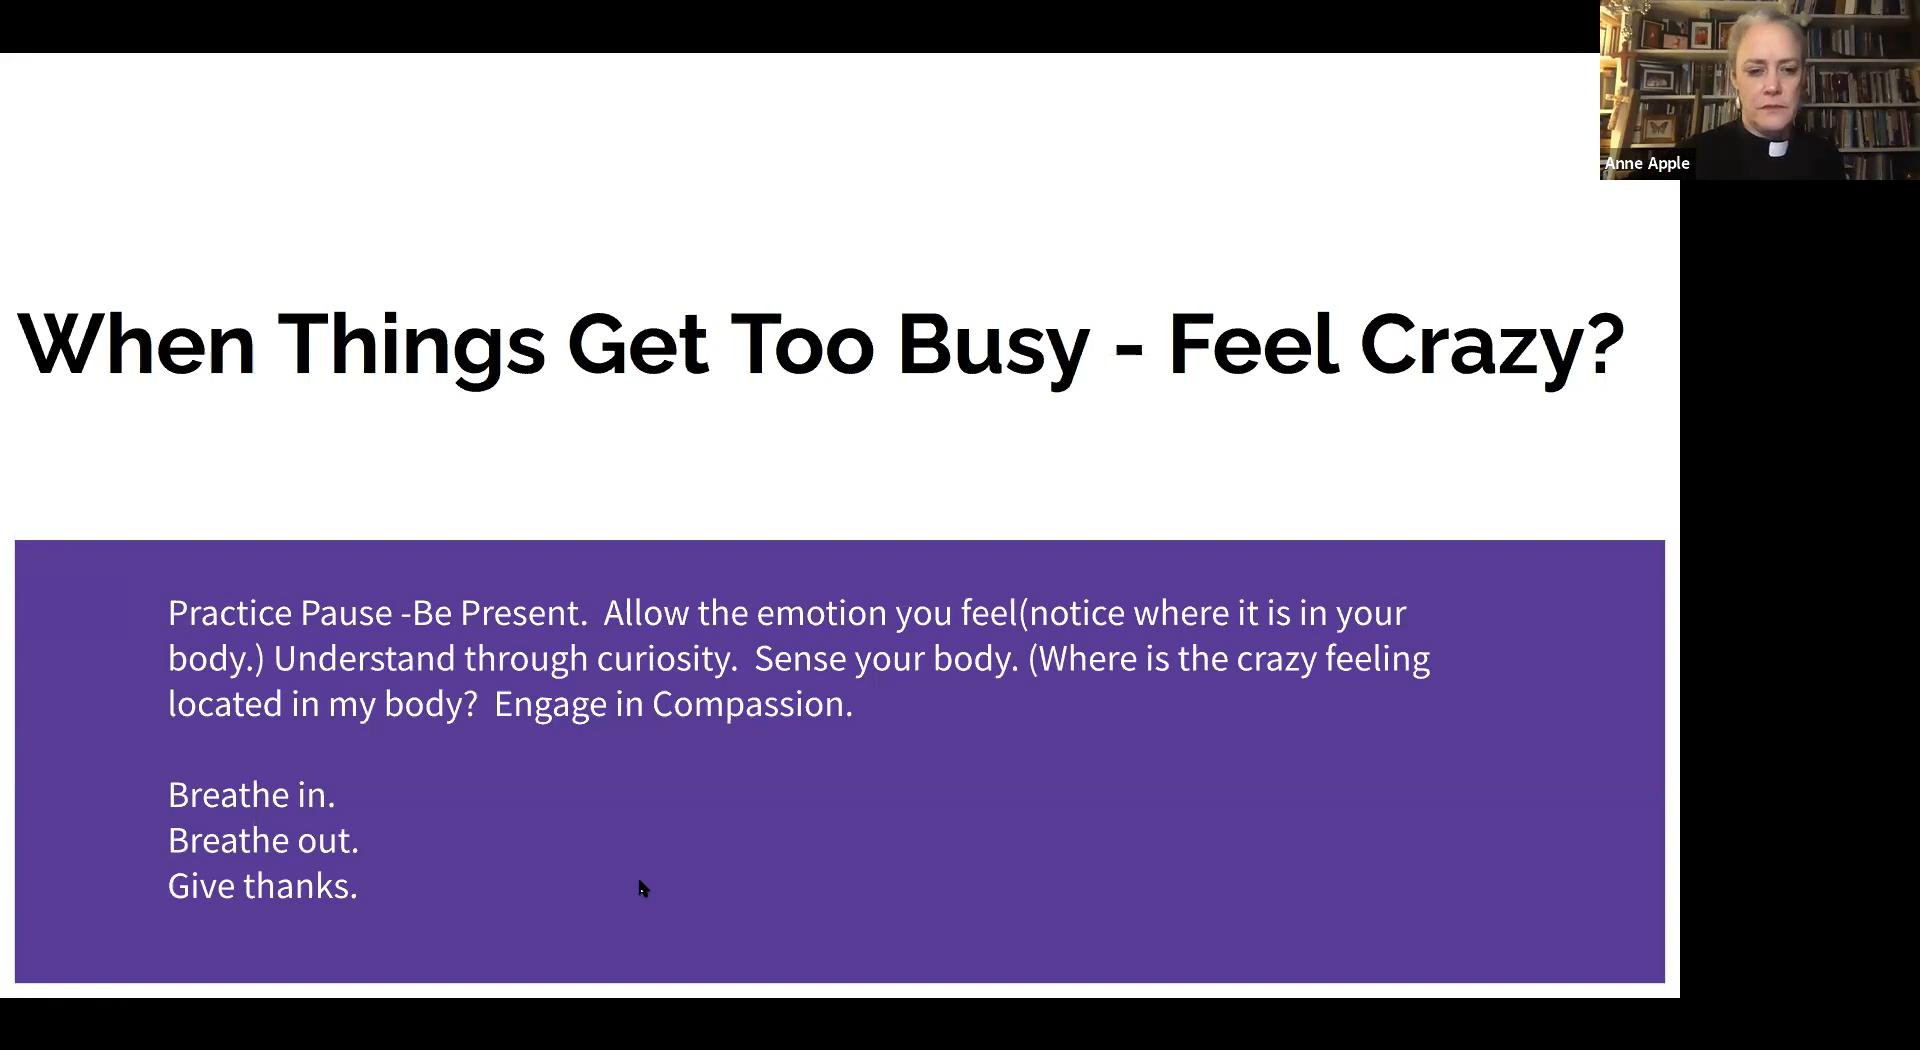 Anne Apple
When Things Get Too Busy - Feel Crazy?
Practice Pause -Be Present.  Allow the emotion you feel(notice where it is in your
body.) Understand through curiosity.  Sense your body. (Where is the crazy feeling
located in my body?  Engage in Compassion.
Breathe in.
Breathe out.
Give thanks.